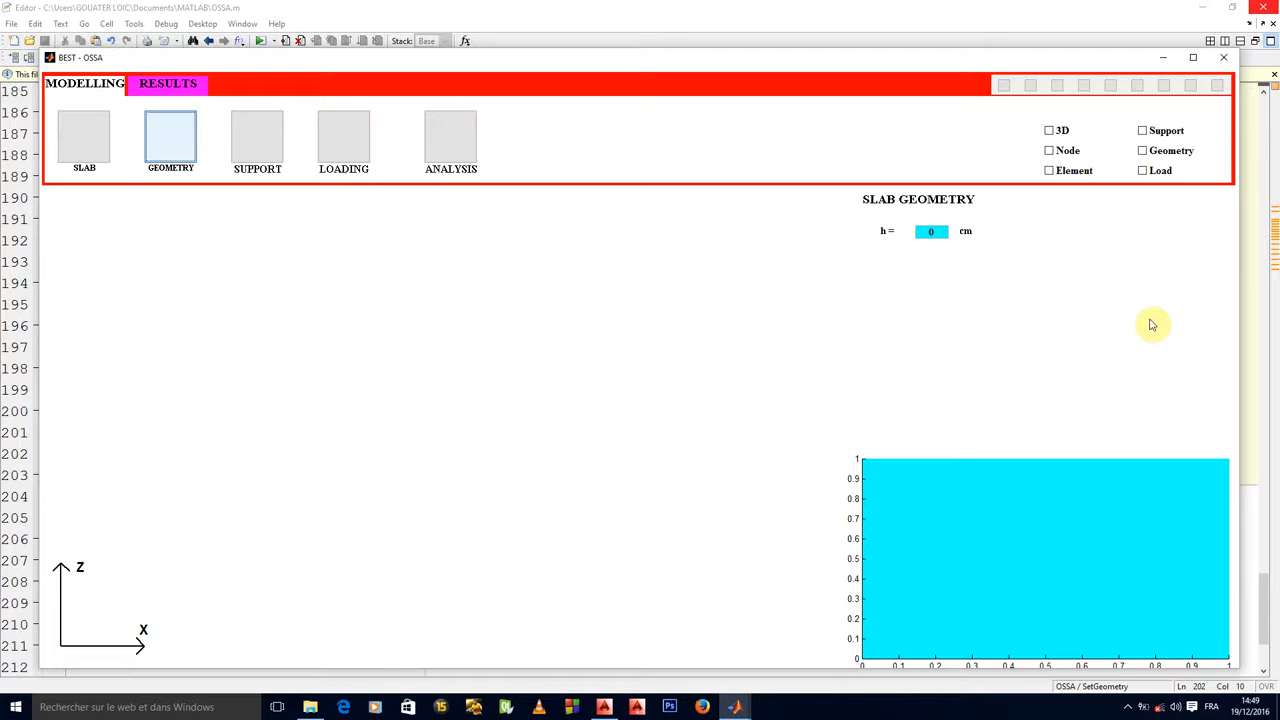 Editor - C:\Users\GOUATER LOIC\Documents\MATLAB\OSSA.m
File Edit Text Go Cell Tools Debug Desktop Window Help
Stack: Base fx
BEST - OSSA
This fi
MODELLING RESULTS
SLAB GEOMETRY SUPPORT LOADING ANALYSIS
3D Support
Node Geometry
Element Load
185
186
187
188
189
190
191
192
193
194
195
196
197
198
199
200
201
202
203
204
205
206
207
208
209
210
211
212
SLAB GEOMETRY
h = 0 cm
1
0.9
0.8
0.7
0.6
0.5
0.4
0.3
0.2
0.1
0
0 0.1 0.2 0.3 0.4 0.5 0.6 0.7 0.8 0.9 1
Z
X
OSSA / SetGeometry Ln 202 Col 10 OVR
Rechercher sur le web et dans Windows
FRA
14:49
19/12/2016